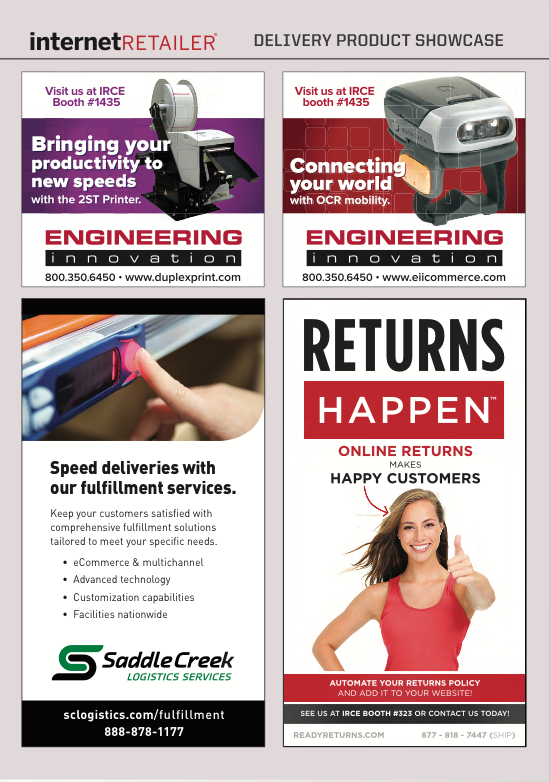 internetRETAILER®
DELIVERY PRODUCT SHOWCASE
Visit us at IRCE
Booth #1435
Bringing your
productivity to
new speeds
with the 2ST Printer.
ENGINEERING
innovation
800.350.6450 • www.duplexprint.com
Visit us at IRCE
booth #1435
Connecting
your world
with OCR mobility.
ENGINEERING
innovation
800.350.6450 • www.eiicommerce.com
Speed deliveries with
our fulfillment services.
Keep your customers satisfied with
comprehensive fulfillment solutions
tailored to meet your specific needs.
• eCommerce & multichannel
• Advanced technology
• Customization capabilities
• Facilities nationwide
Saddle Creek
LOGISTICS SERVICES
sclogistics.com/fulfillment
888-878-1177
RETURNS
HAPPEN™
ONLINE RETURNS
MAKES
HAPPY CUSTOMERS
AUTOMATE YOUR RETURNS POLICY
AND ADD IT TO YOUR WEBSITE!
SEE US AT IRCE BOOTH #323 OR CONTACT US TODAY!
READYRETURNS.COM 877 - 818 - 7447 (SHIP)